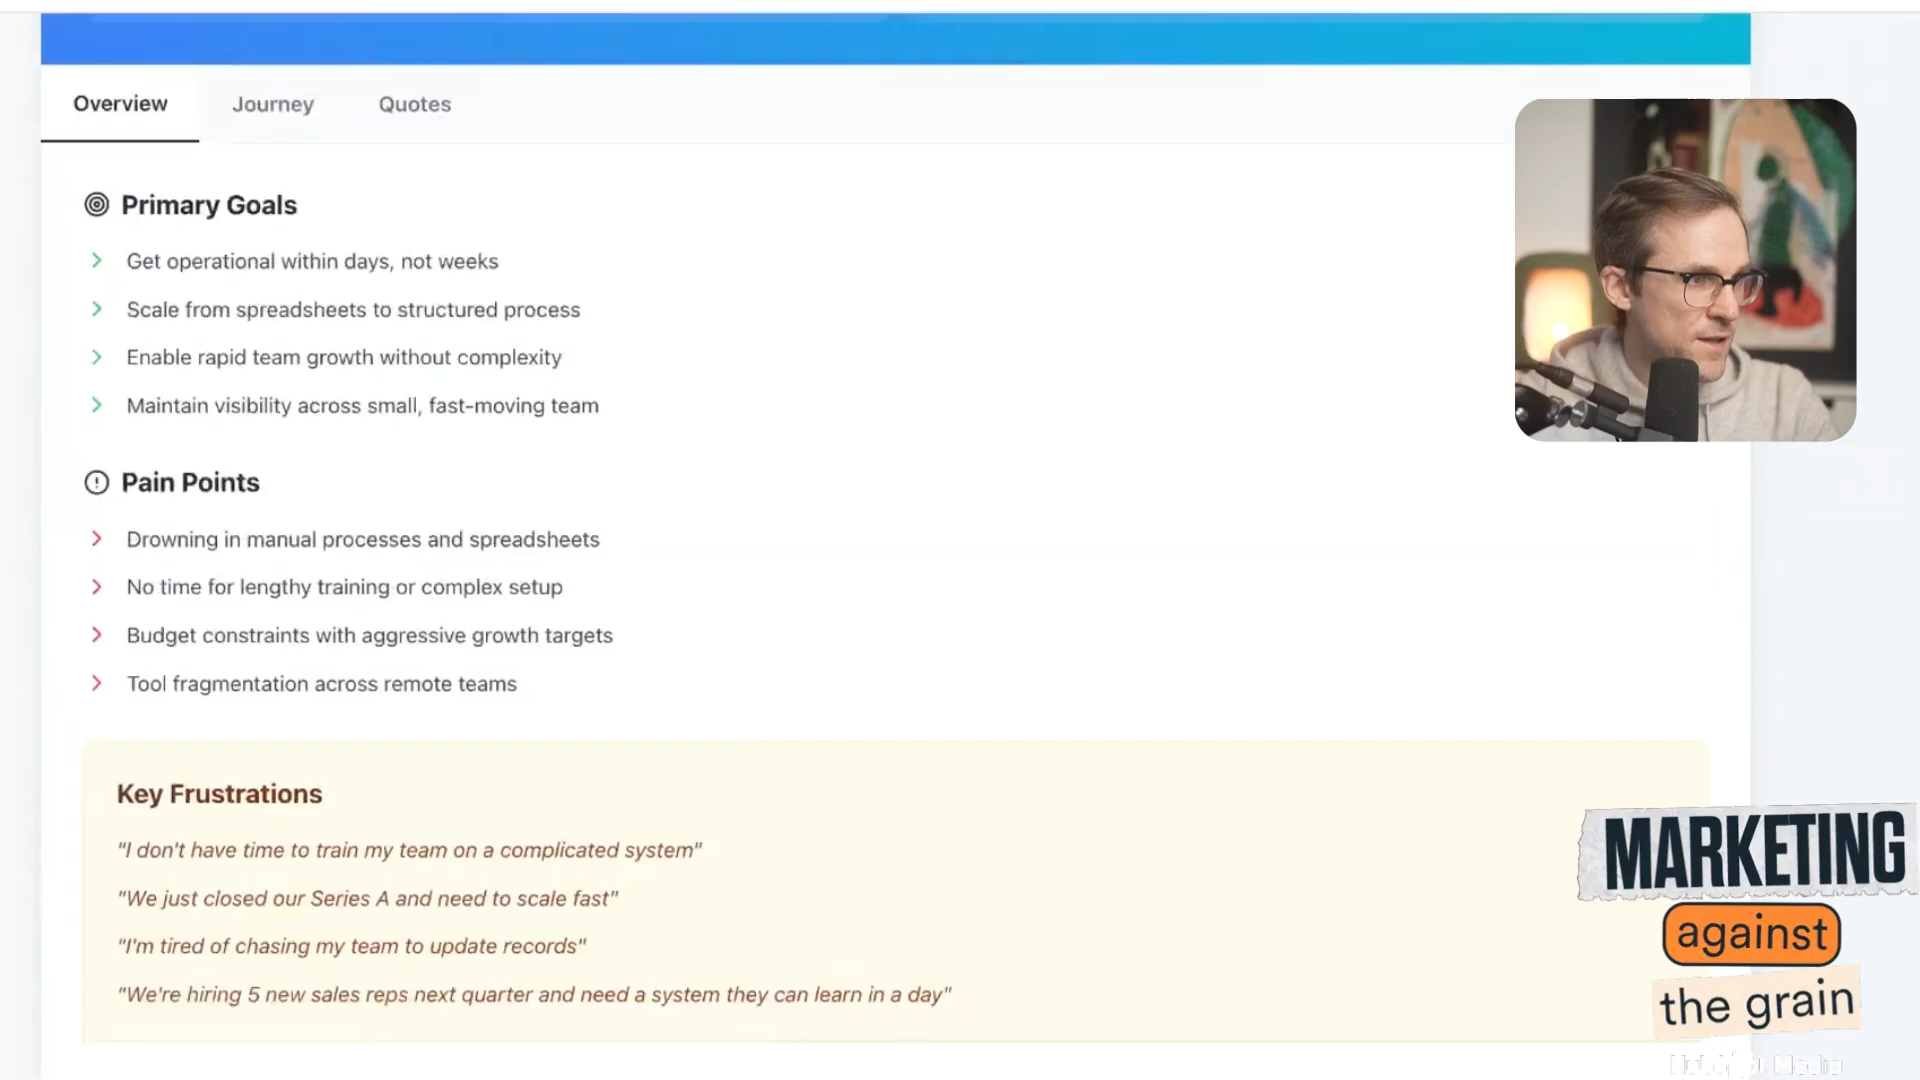 Overview
Journey
Quotes
Primary Goals
Get operational within days, not weeks
Scale from spreadsheets to structured process
Enable rapid team growth without complexity
Maintain visibility across small, fast-moving team
Pain Points
Drowning in manual processes and spreadsheets
No time for lengthy training or complex setup
Budget constraints with aggressive growth targets
Tool fragmentation across remote teams
Key Frustrations
"I don't have time to train my team on a complicated system"
"We just closed our Series A and need to scale fast"
"I'm tired of chasing my team to update records"
"We're hiring 5 new sales reps next quarter and need a system they can learn in a day"
MARKETING
against
the grain